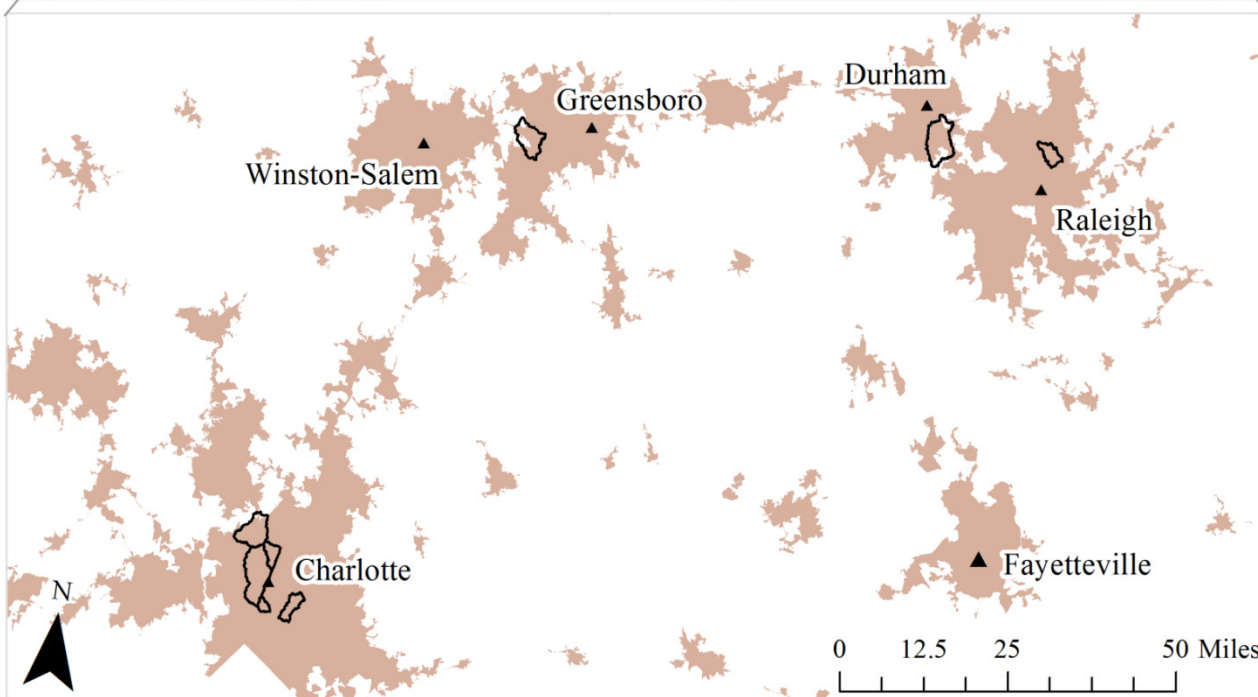 Durham
Greensboro
Winston-Salem
Raleigh
Charlotte
Fayetteville
N
0 12.5 25 50 Miles